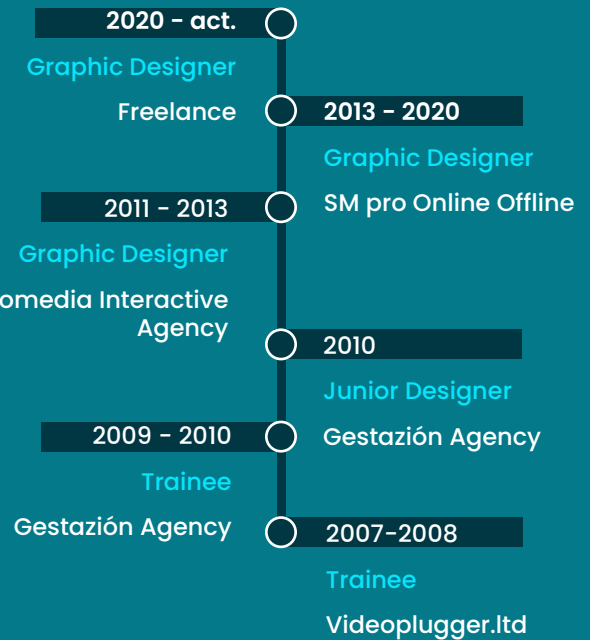 2020 - act.
Graphic Designer
Freelance
2013 - 2020
Graphic Designer
SM pro Online Offline
2011 - 2013
Graphic Designer
Interactive
Agency
2010
Junior Designer
Gestazión Agency
2009 - 2010
Trainee
Gestazión Agency
2007-2008
Trainee
Videoplugger.ltd